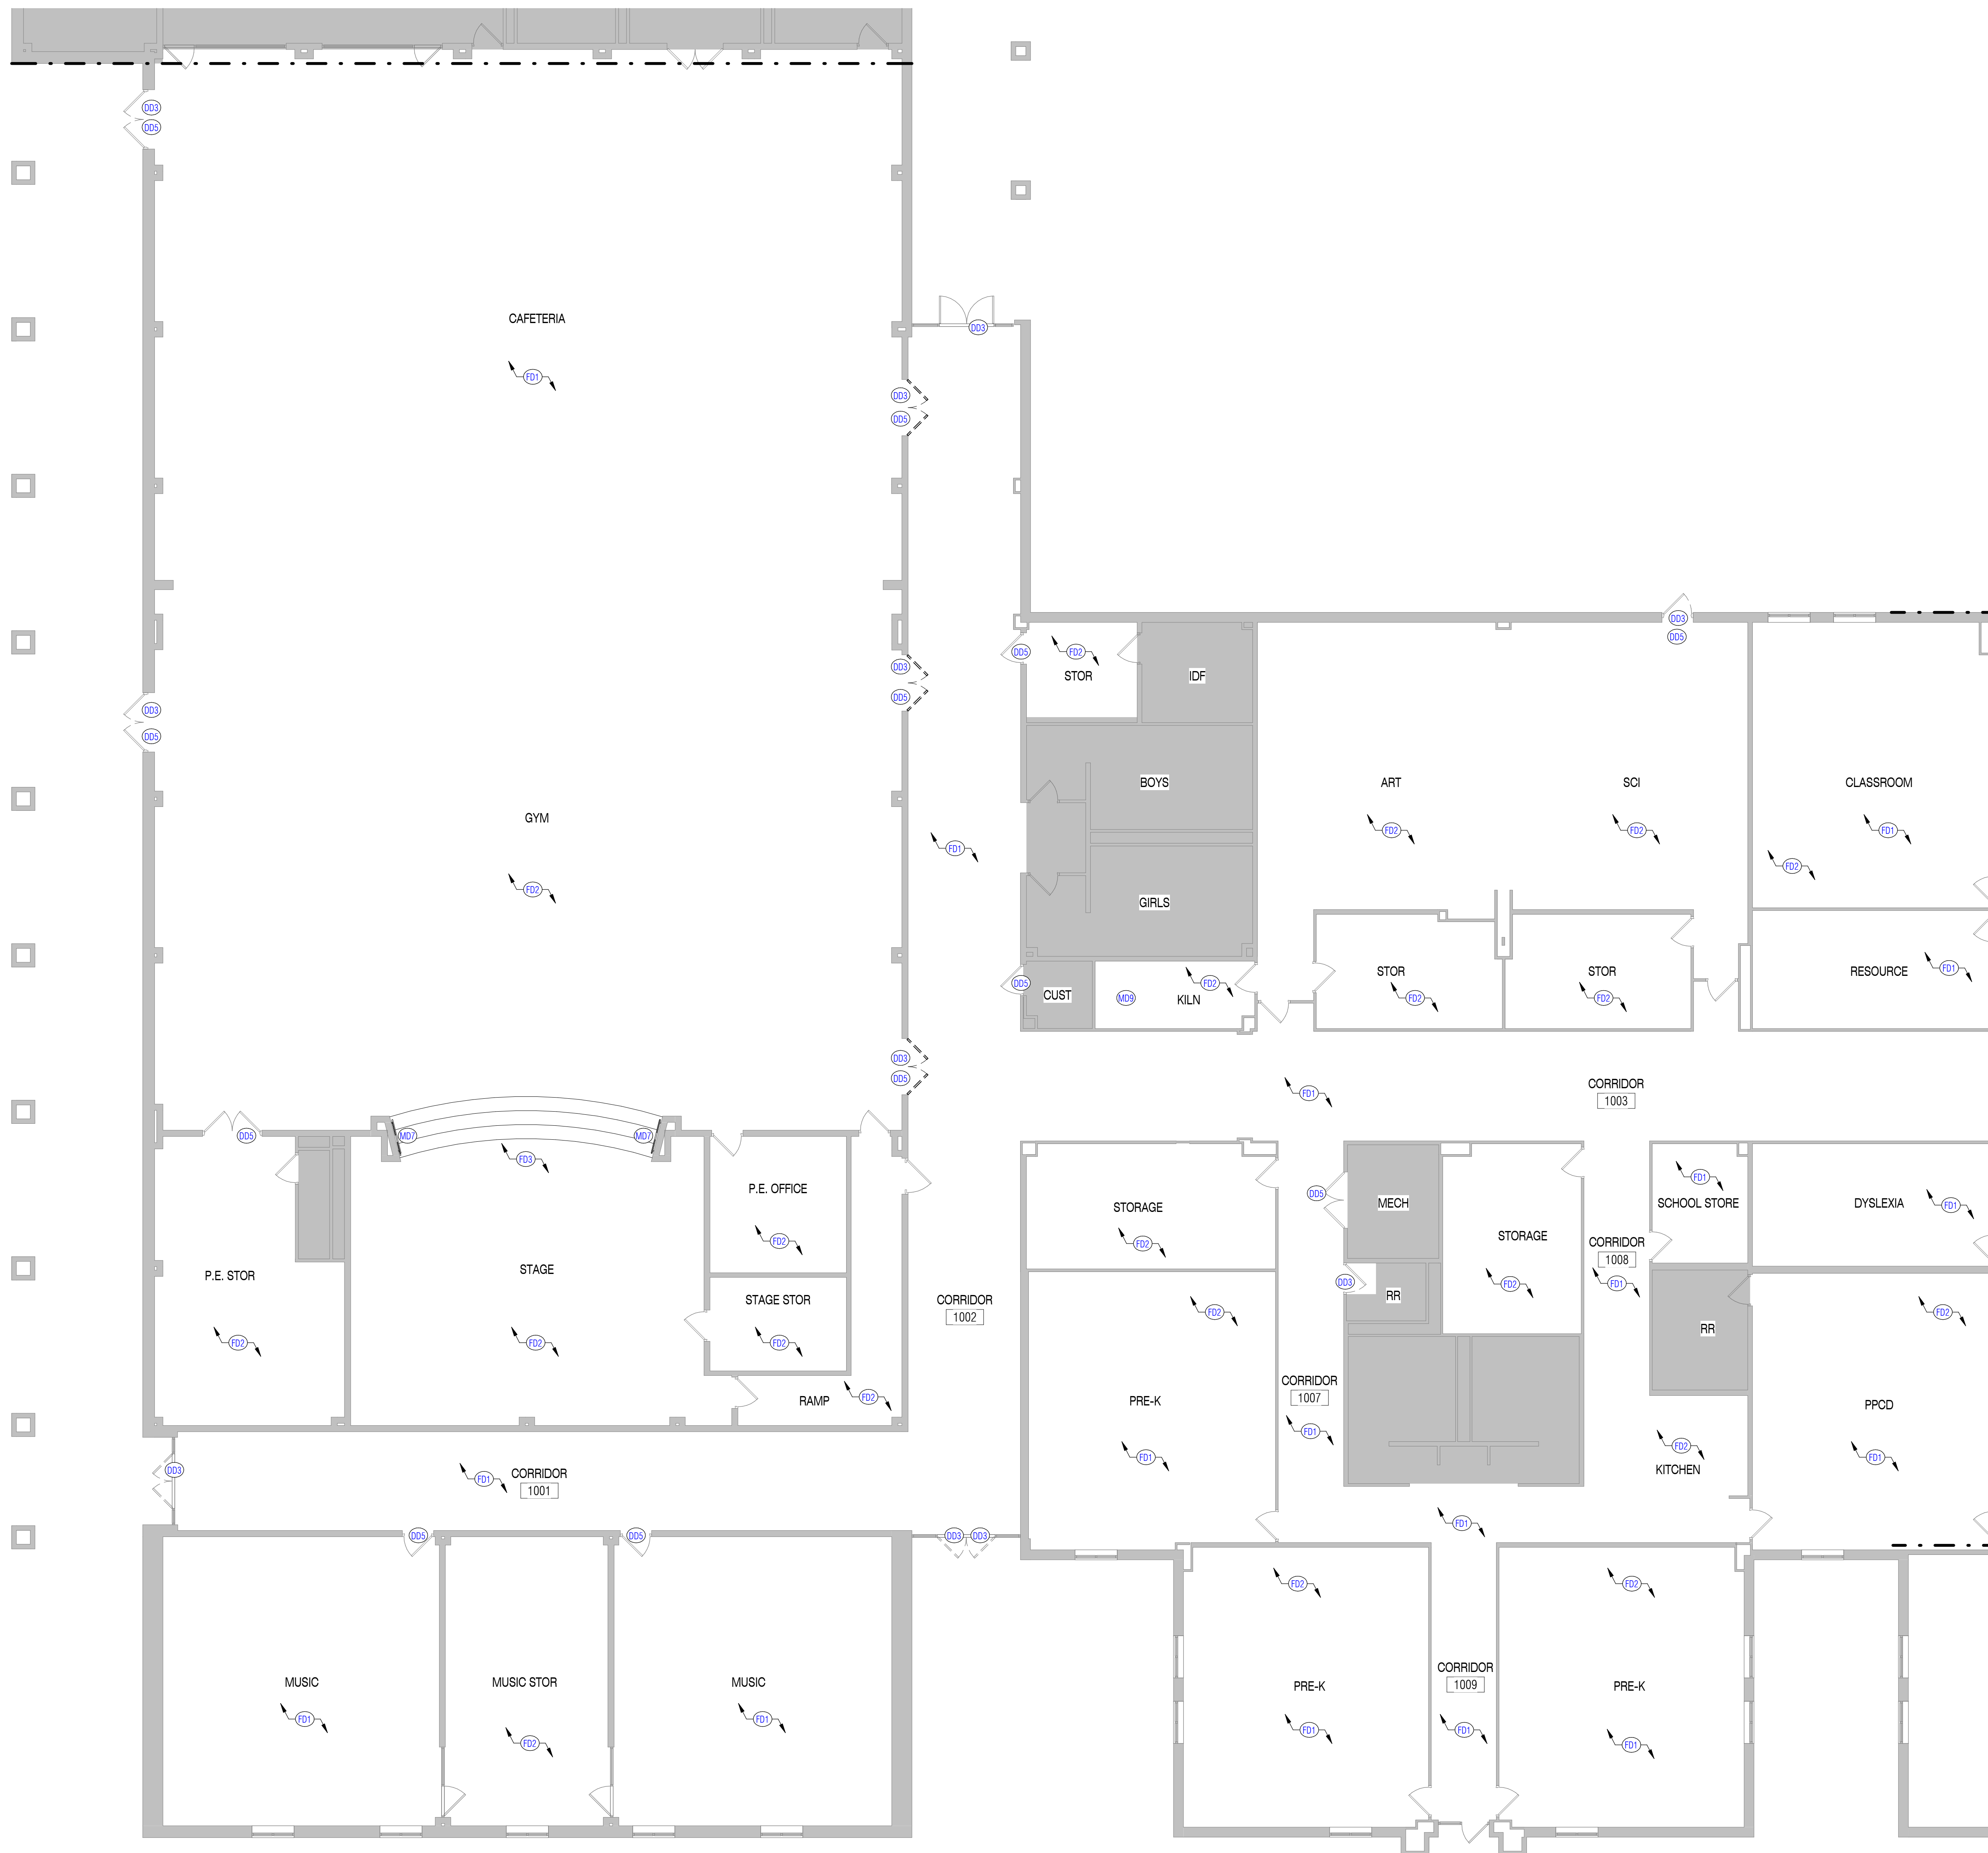 DD3
DD5
CAFETERIA
DD3
FD1
DD3
DD5
DD3
DD5
DD5
FD2
STOR
IDF
DD3
DD5
DD3
DD5
BOYS
ART
SCI
CLASSROOM
GYM
FD1
FD2
FD2
FD1
FD2
FD2
GIRLS
STOR
STOR
RESOURCE
FD1
DD5
CUST
MD9
KILN
FD2
FD2
FD2
DD3
DD5
FD1
CORRIDOR
1003
DD5
MD7
MD7
FD3
P.E. OFFICE
FD2
STORAGE
FD2
DD5
MECH
STORAGE
FD2
FD1
SCHOOL STORE
DYSLEXIA
FD1
CORRIDOR
1008
FD1
P.E. STOR
FD2
STAGE
FD2
STAGE STOR
FD2
CORRIDOR
1002
FD2
DD3
RR
RR
FD2
RAMP
FD2
PRE-K
FD1
CORRIDOR
1007
FD1
PPCD
FD1
FD2
KITCHEN
DD3
FD1
CORRIDOR
1001
FD1
DD5
DD5
DD3
DD3
FD2
FD2
MUSIC
FD1
MUSIC STOR
FD2
MUSIC
FD1
PRE-K
FD1
CORRIDOR
1009
FD1
PRE-K
FD1